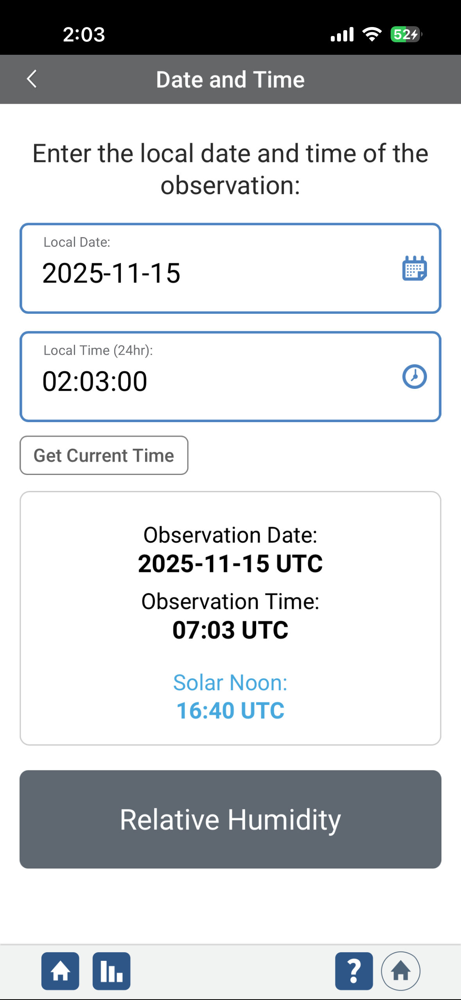 2:03
52
Date and Time
Enter the local date and time of the
observation:
Local Date:
2025-11-15
Local Time (24hr):
02:03:00
Get Current Time
Observation Date:
2025-11-15 UTC
Observation Time:
07:03 UTC
Solar Noon:
16:40 UTC
Relative Humidity
?